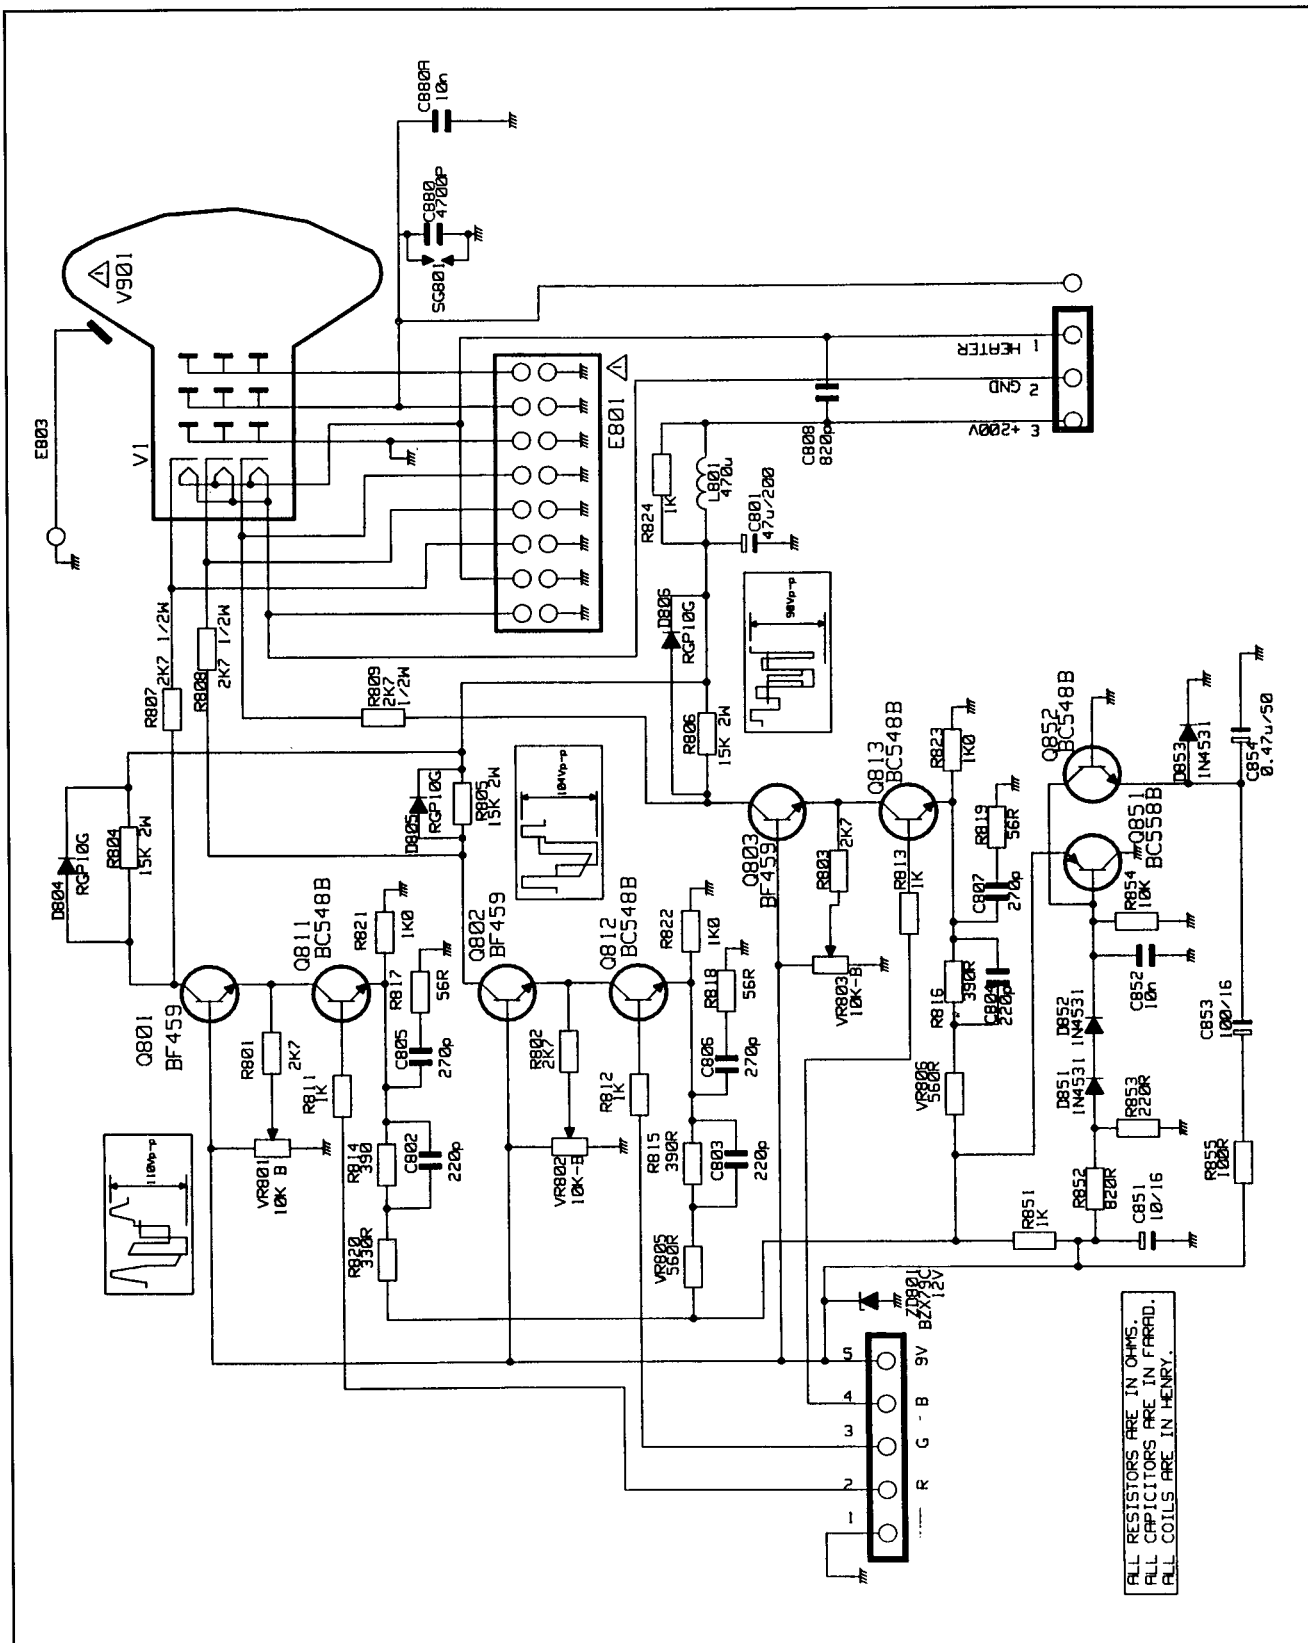 C880A
10n
C880
4700P
SG801
V901
E803
V1
E801
1 HEATER
2 GND
3 +200V
C808
820p
R824
1K
L801
470u
C801
47u/200
R807
2K7 1/2W
R808
2K7 1/2W
R809
2K7
1/2W
D806
RGP10G
R806
15K 2W
90Vp-p
D804
RGP10G
R804
15K 2W
D805
RGP10G
R805
15K 2W
104Vp-p
Q801
BF459
Q811
BC548B
R821
1K0
R817
56R
C805
270p
R801
2K7
R811
1K
VR801
10K B
R814
390
C802
220p
R820
330R
110Vp-p
Q802
BF459
Q812
BC548B
R822
1K0
R818
56R
C806
270p
R802
2K7
R812
1K
VR802
10K-B
R815
390R
C803
220p
VR805
560R
Q803
BF459
Q813
BC548B
R823
1K0
R819
56R
C807
270p
R803
2K7
R813
1K
VR803
10K-B
R816
390R
C804
220p
VR806
560R
Q852
BC548B
Q851
BC558B
D853
1N4531
C854
0.47u/50
R854
10K
C852
10n
D852
1N4531
D851
1N4531
R853
220R
C853
100/16
R855
100R
R852
820R
C851
10/16
R851
1K
ZD801
BZX79C
12V
5 9V
4 B
3 G
2 R
1
ALL RESISTORS ARE IN OHMS.
ALL CAPICITORS ARE IN FARAD.
ALL COILS ARE IN HENRY.